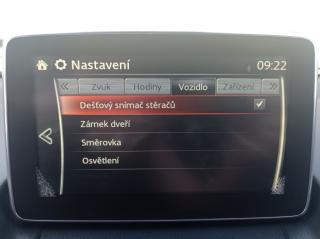 Nastavení 09:22
Zvuk Hodiny Vozidlo Zařízení
Dešťový snímač stěračů
Zámek dveří
Směrovka
Osvětlení